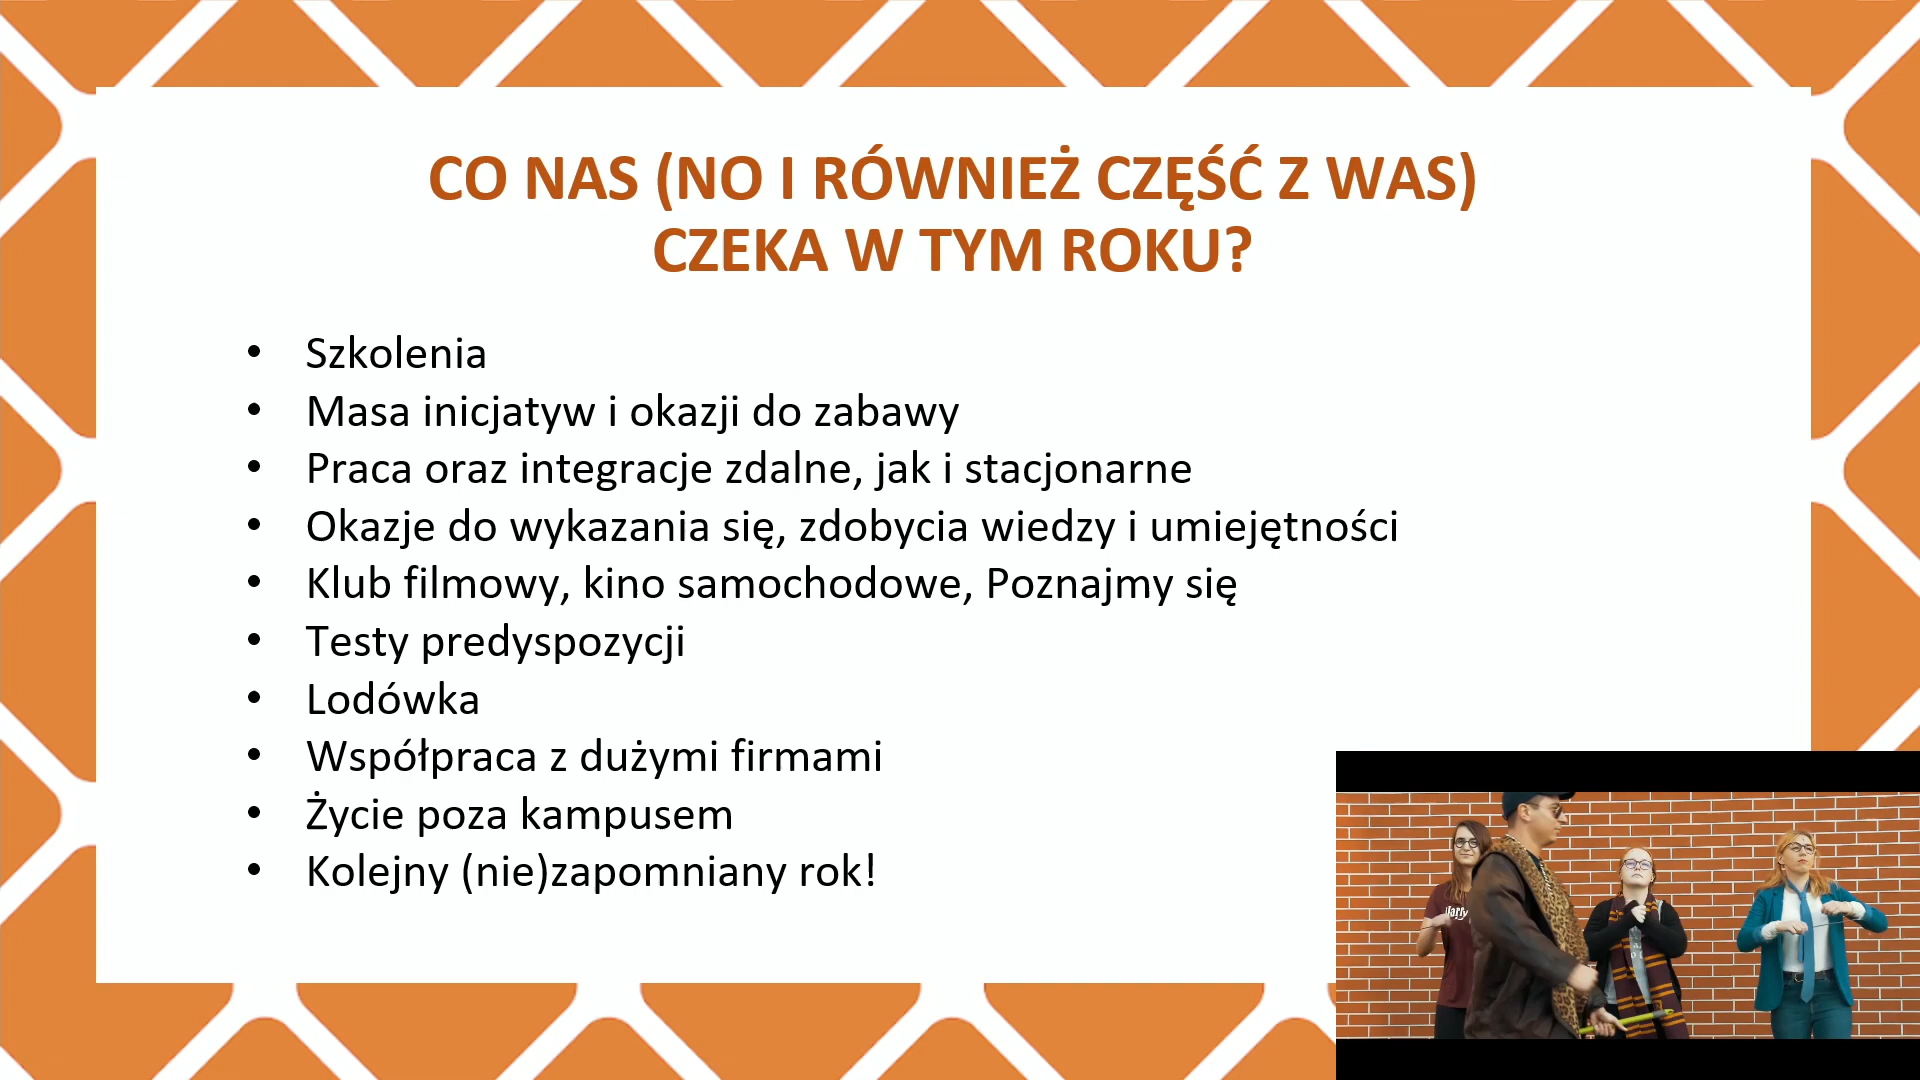 CO NAS (NO I RÓWNIEŻ CZĘŚĆ Z WAS)
CZEKA W TYM ROKU?
• Szkolenia
• Masa inicjatyw i okazji do zabawy
• Praca oraz integracje zdalne, jak i stacjonarne
• Okazje do wykazania się, zdobycia wiedzy i umiejętności
• Klub filmowy, kino samochodowe, Poznajmy się
• Testy predyspozycji
• Lodówka
• Współpraca z dużymi firmami
• Życie poza kampusem
• Kolejny (nie)zapomniany rok!